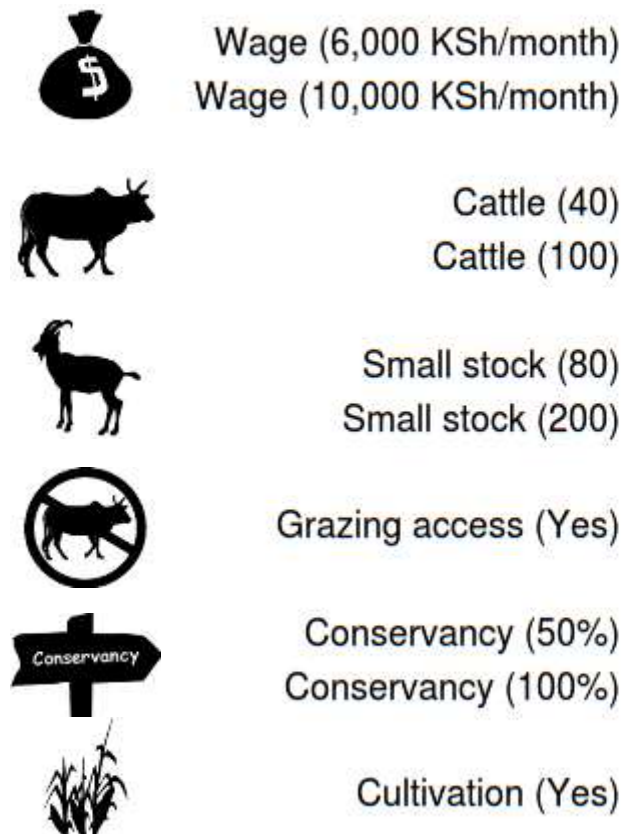 $
Wage (6,000 KSh/month)
Wage (10,000 KSh/month)
Cattle (40)
Cattle (100)
Small stock (80)
Small stock (200)
Grazing access (Yes)
Conservancy
Conservancy (50%)
Conservancy (100%)
Cultivation (Yes)